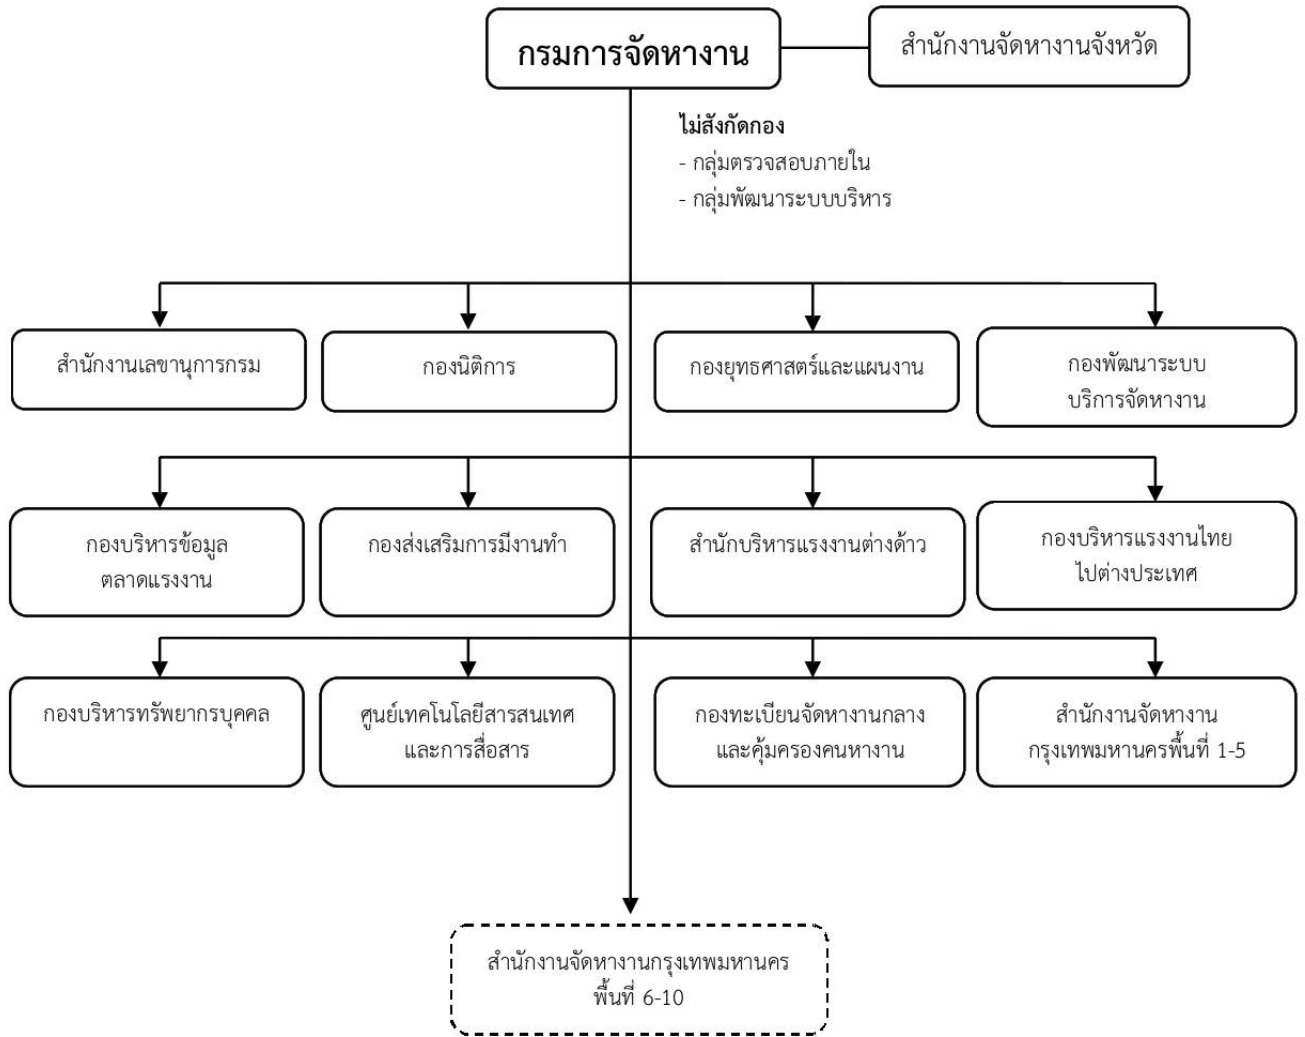 กรมการจัดหางาน
สำนักงานจัดหางานจังหวัด
ไม่สังกัดกอง
- กลุ่มตรวจสอบภายใน
- กลุ่มพัฒนาระบบบริหาร
สำนักงานเลขานุการกรม
กองนิติการ
กองยุทธศาสตร์และแผนงาน
กองพัฒนาระบบ
บริการจัดหางาน
กองบริหารข้อมูล
ตลาดแรงงาน
กองส่งเสริมการมีงานทำ
สำนักบริหารแรงงานต่างด้าว
กองบริหารแรงงานไทย
ไปต่างประเทศ
กองบริหารทรัพยากรบุคคล
ศูนย์เทคโนโลยีสารสนเทศ
และการสื่อสาร
กองทะเบียนจัดหางานกลาง
และคุ้มครองคนหางาน
สำนักงานจัดหางาน
กรุงเทพมหานครพื้นที่ 1-5
สำนักงานจัดหางานกรุงเทพมหานคร
พื้นที่ 6-10